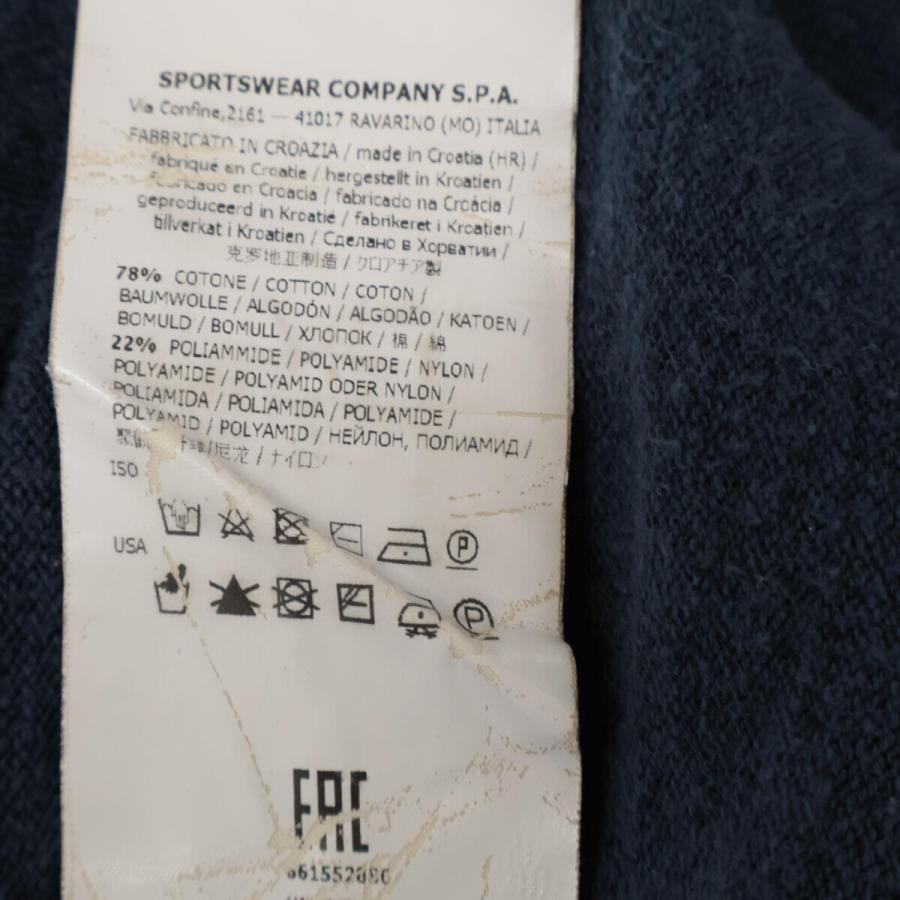 SPORTSWEAR COMPANY S.P.A.
Via Confine,2161 — 41017 RAVARINO (MO) ITALIA
FABBRICATO IN CROAZIA / made in Croatia (HR) /
fabriqué en Croatie / hergestellt in Kroatien /
fabricado en Croacia / fabricado na Croácia /
geproduceerd in Kroatië / fabrikeret i Kroatien /
tillverkat i Kroatien / Сделано в Хорватии /
克罗地亚制造 / クロアチア製
78% COTONE / COTTON / COTON /
BAUMWOLLE / ALGODÓN / ALGODÃO / KATOEN /
BOMULD / BOMULL / ХЛОПОК / 棉 / 綿
22% POLIAMMIDE / POLYAMIDE / NYLON /
POLYAMIDE / POLYAMID ODER NYLON /
POLIAMIDA / POLIAMIDA / POLYAMIDE /
POLYAMID / POLYAMID / НЕЙЛОН, ПОЛИАМИД /
/尼龙 / ナイロン
ISO
P
USA
P
EAC